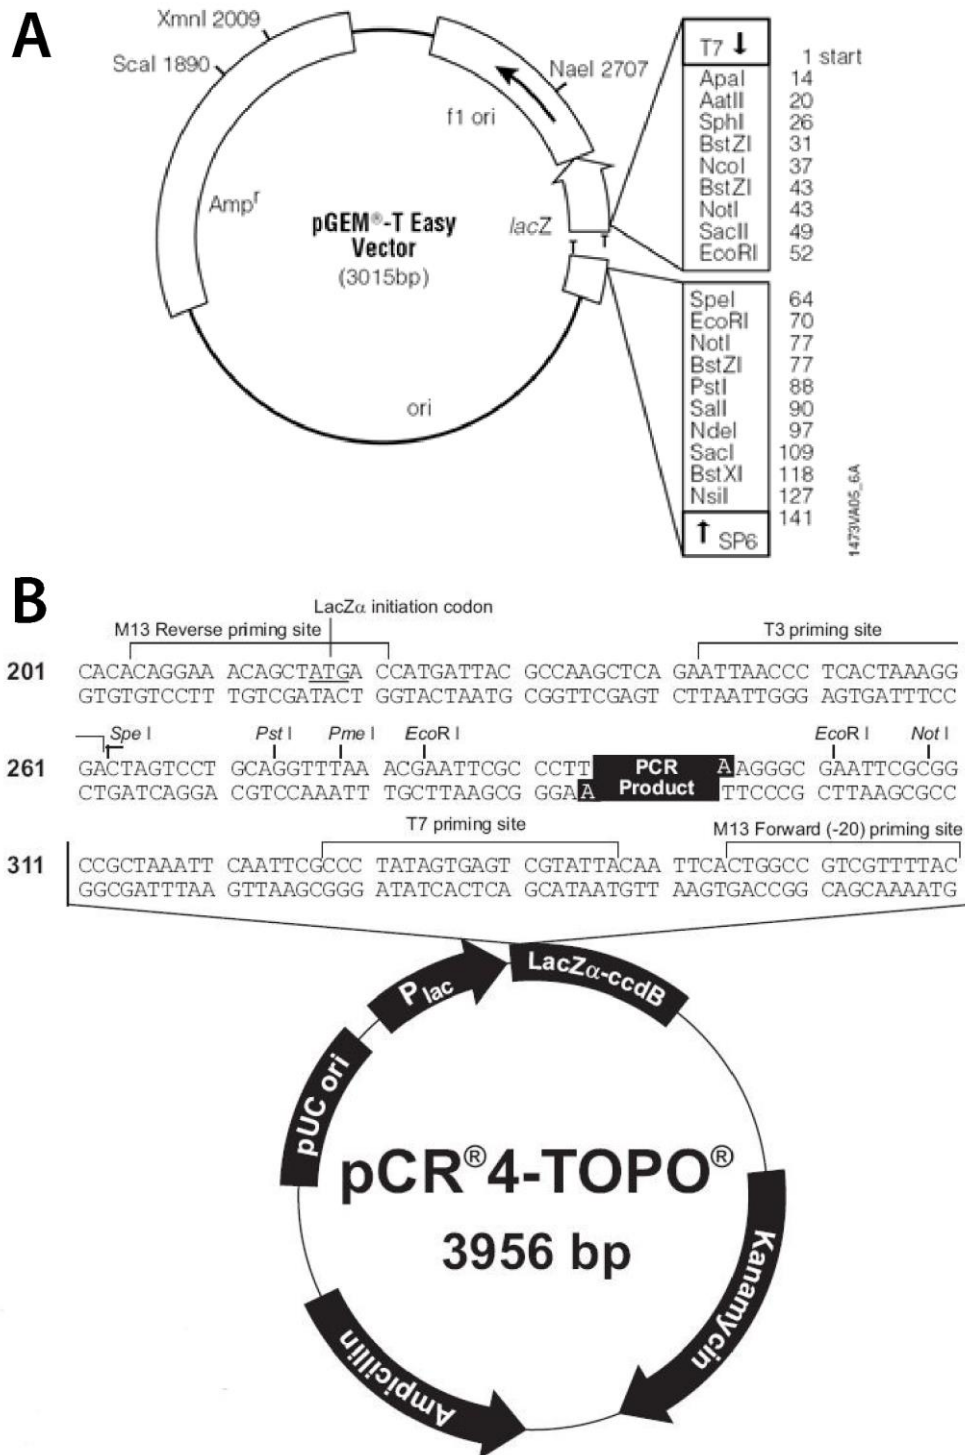 A
XmnI 2009
ScaI 1890
NaeI 2707
f1 ori
Ampr
pGEM®-T Easy
Vector
(3015bp)
lacZ
ori
T7 ↓
1 start
ApaI 14
AatII 20
SphI 26
BstZI 31
NcoI 37
BstZI 43
NotI 43
SacII 49
EcoRI 52
SpeI 64
EcoRI 70
NotI 77
BstZI 77
PstI 88
SalI 90
NdeI 97
SacI 109
BstXI 118
NsiI 127
141
↑ SP6
1473VA05_6A
B
LacZα initiation codon
M13 Reverse priming site T3 priming site
201 CACACAGGAA ACAGCTATGA CCATGATTAC GCCAAGCTCA GAATTAACCC TCACTAAAGG
GTGTGTCCTT TGTCGATACT GGTACTAATG CGGTTCGAGT CTTAATTGGG AGTGATTTCC
Spe I Pst I Pme I EcoR I EcoR I Not I
261 GACTAGTCCT GCAGGTTTAA ACGAATTCGC CCTT PCR A AGGGC GAATTCGCGG
CTGATCAGGA CGTCCAAATT TGCTTAAGCG GGA A Product TTCCCG CTTAAGCGCC
T7 priming site M13 Forward (-20) priming site
311 CCGCTAAATT CAATTCGCCC TATAGTGAGT CGTATTACAA TTCACTGGCC GTCGTTTTAC
GGCGATTTAA GTTAAGCGGG ATATCACTCA GCATAATGTT AAGTGACCGG CAGCAAAATG
Plac
LacZα-ccdB
pUC ori
pCR®4-TOPO®
3956 bp
Kanamycin
Ampicillin